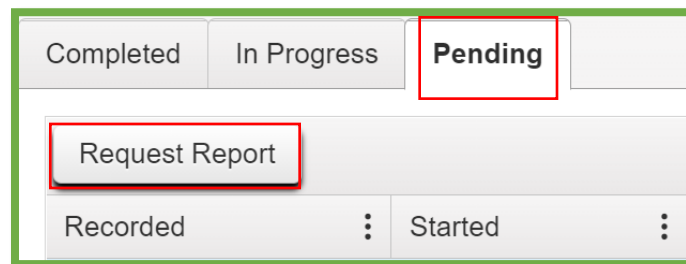 Completed In Progress Pending
Request Report
Recorded Started